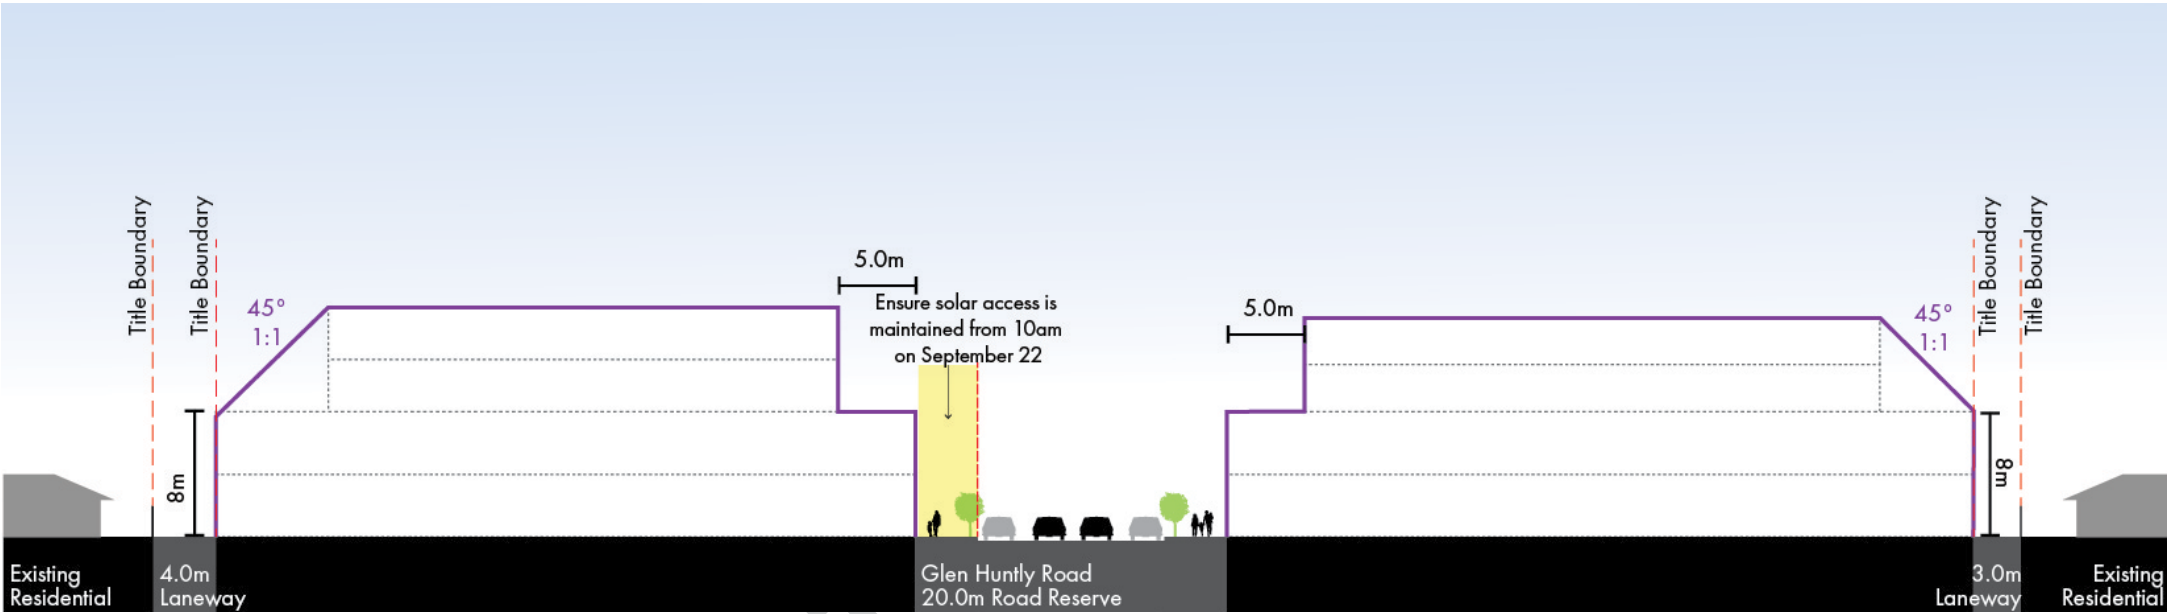 Title Boundary
Title Boundary
45°
1:1
8m
5.0m
Ensure solar access is
maintained from 10am
on September 22
5.0m
45°
1:1
Title Boundary
Title Boundary
8m
Existing
Residential
4.0m
Laneway
Glen Huntly Road
20.0m Road Reserve
3.0m
Laneway
Existing
Residential